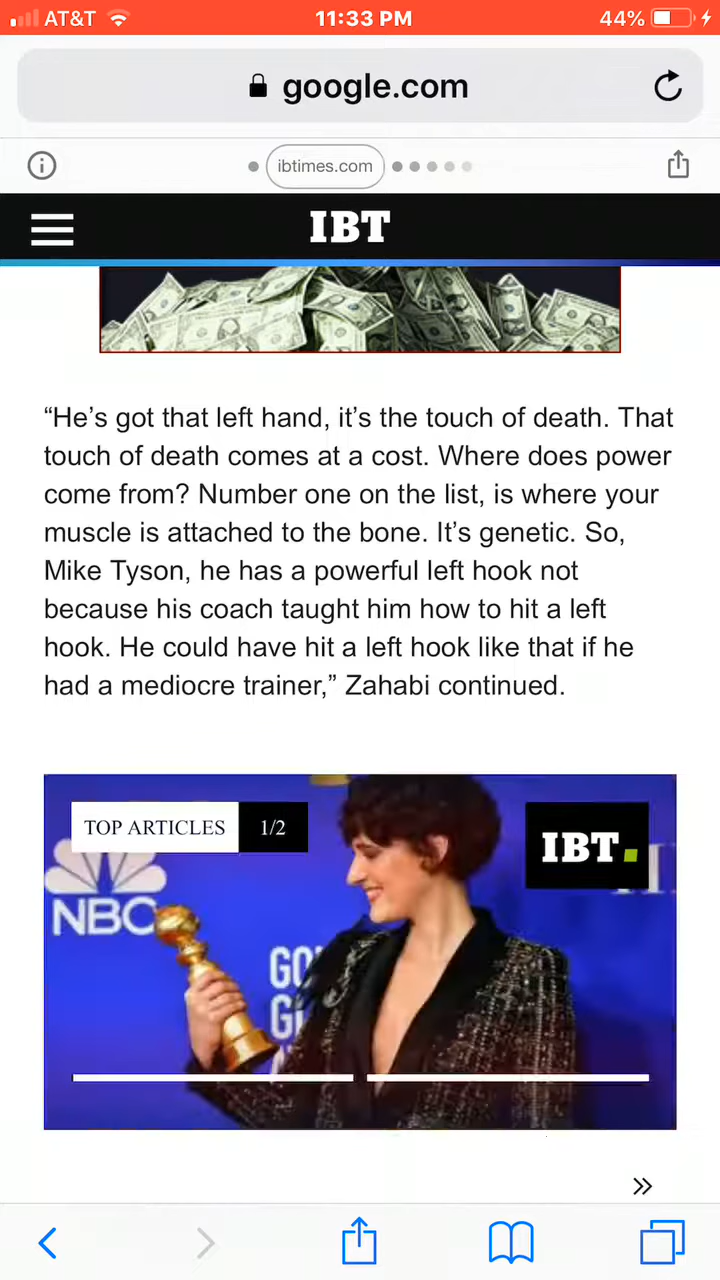 AT&T 11:33 PM 44%
google.com
ibtimes.com
IBT
“He’s got that left hand, it’s the touch of death. That
touch of death comes at a cost. Where does power
come from? Number one on the list, is where your
muscle is attached to the bone. It’s genetic. So,
Mike Tyson, he has a powerful left hook not
because his coach taught him how to hit a left
hook. He could have hit a left hook like that if he
had a mediocre trainer,” Zahabi continued.
TOP ARTICLES 1/2
IBT.
NBC